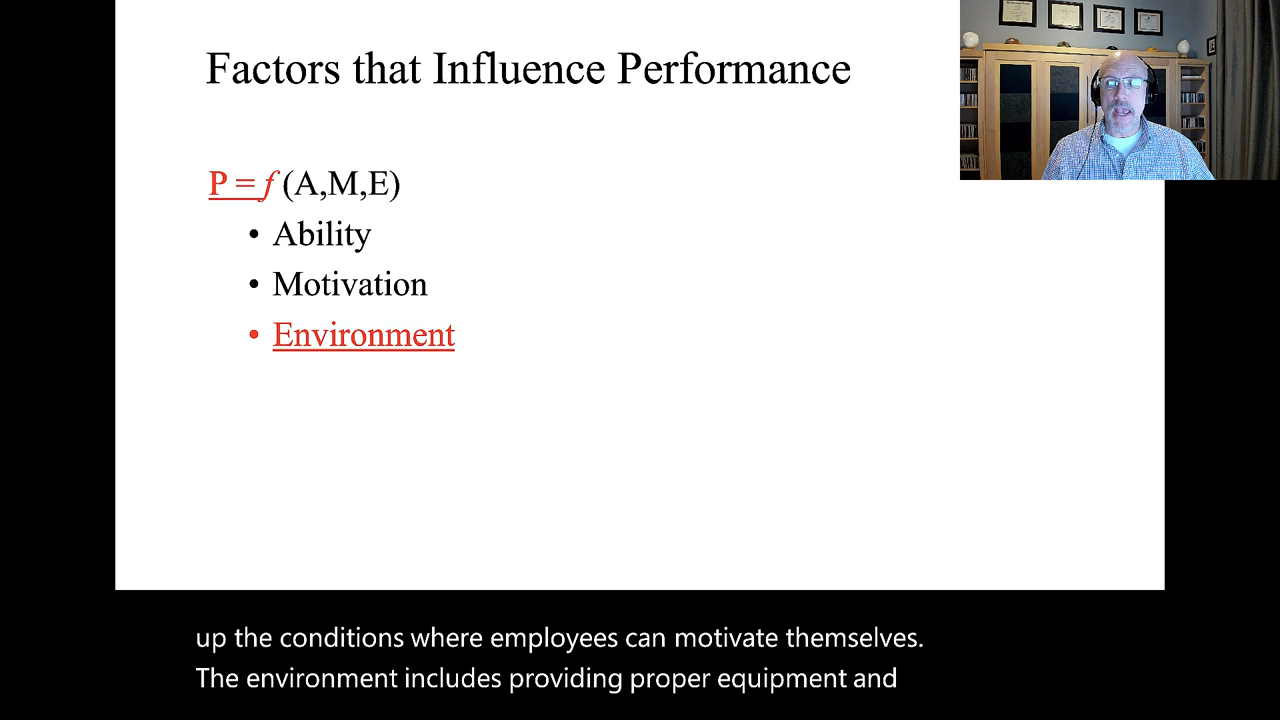 Factors that Influence Performance
P = f (A,M,E)
• Ability
• Motivation
• Environment
up the conditions where employees can motivate themselves.
The environment includes providing proper equipment and